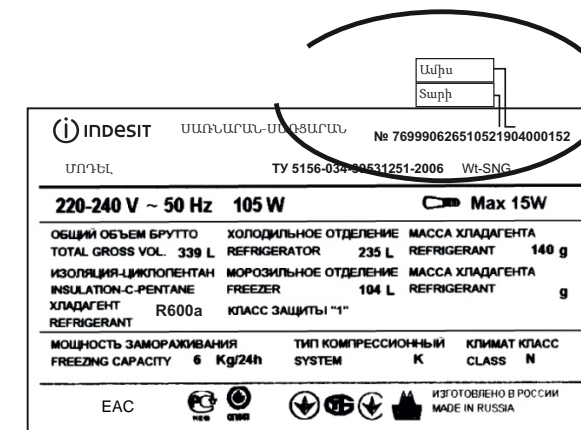 Ամիս
Տարի
indesit ՍԱՌՆԱՐԱՆ-ՍԱՌՑԱՐԱՆ № 769990626510521904000152
ՄՈԴԵԼ ТУ 5156-034-99531251-2006 Wt-SNG
220-240 V ~ 50 Hz 105 W Max 15W
ОБЩИЙ ОБЪЕМ БРУТТО ХОЛОДИЛЬНОЕ ОТДЕЛЕНИЕ МАССА ХЛАДАГЕНТА
TOTAL GROSS VOL. 339 L REFRIGERATOR 235 L REFRIGERANT 140 g
ИЗОЛЯЦИЯ-ЦИКЛОПЕНТАН МОРОЗИЛЬНОЕ ОТДЕЛЕНИЕ МАССА ХЛАДАГЕНТА
INSULATION-C-PENTANE FREEZER 104 L REFRIGERANT g
ХЛАДАГЕНТ R600a КЛАСС ЗАЩИТЫ "1"
REFRIGERANT
МОЩНОСТЬ ЗАМОРАЖИВАНИЯ ТИП КОМПРЕССИОННЫЙ КЛИМАТ КЛАСС
FREEZING CAPACITY 6 Kg/24h SYSTEM K CLASS N
EAC ИЗГОТОВЛЕНО В РОССИИ
MADE IN RUSSIA